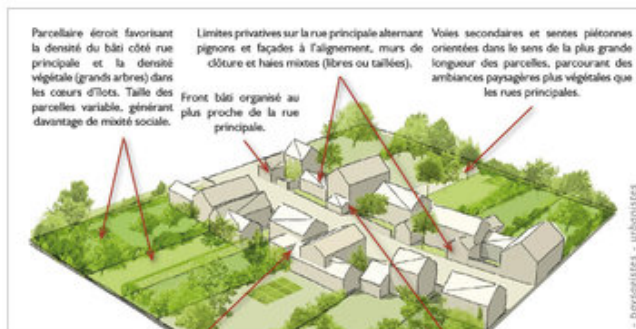 Parcellaire étroit favorisant
la densité du bâti côté rue
principale et la densité
végétale (grands arbres) dans
les cœurs d'îlots. Taille des
parcelles variable, générant
davantage de mixité sociale.
Limites privatives sur la rue principale alternant
pignons et façades à l'alignement, murs de
clôture et haies mixtes (libres ou taillées).
Front bâti organisé au
plus proche de la rue
principale.
Voies secondaires et sentes piétonnes
orientées dans le sens de la plus grande
longueur des parcelles, parcourant des
ambiances paysagères plus végétales que
les rues principales.
- paysagistes - urbanistes